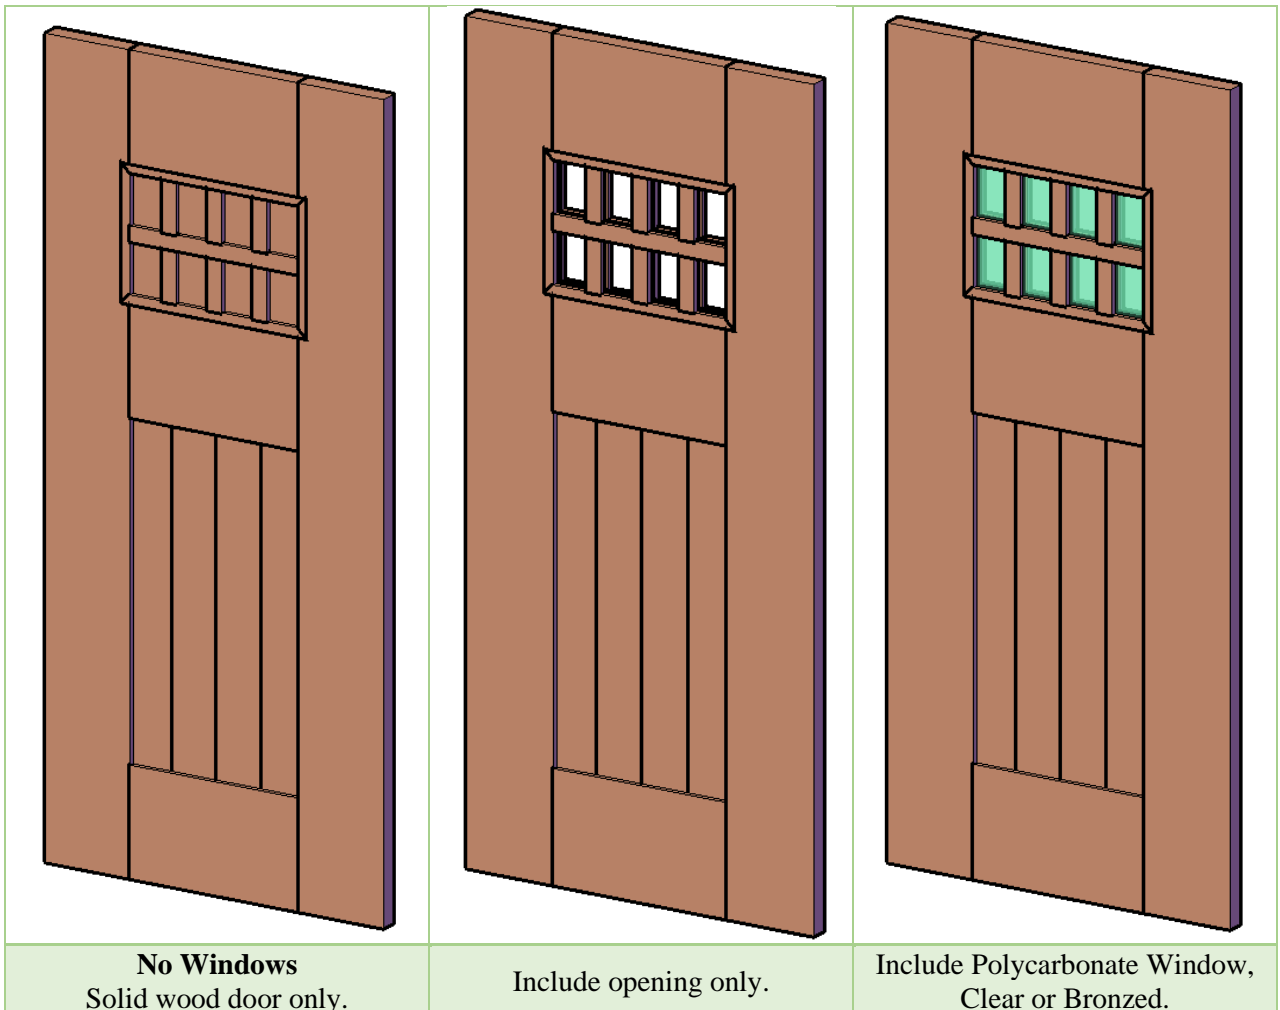 No Windows
Solid wood door only.
Include opening only.
Include Polycarbonate Window,
Clear or Bronzed.